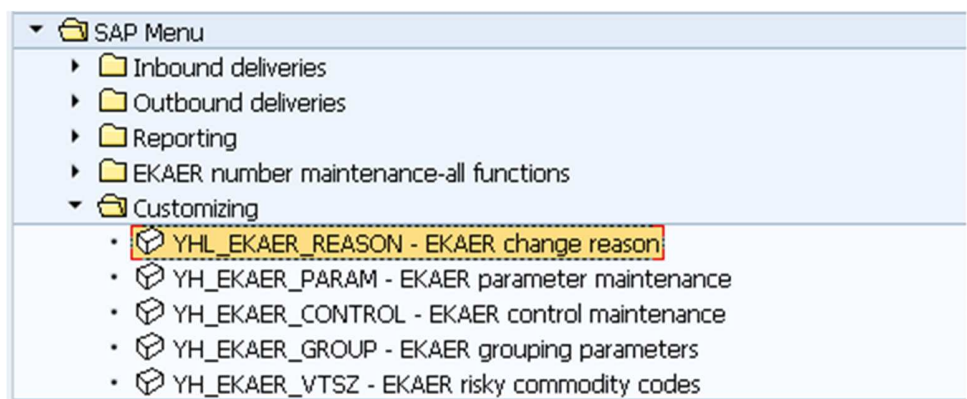 SAP Menu
Inbound deliveries
Outbound deliveries
Reporting
EKAER number maintenance-all functions
Customizing
YHL_EKAER_REASON - EKAER change reason
YH_EKAER_PARAM - EKAER parameter maintenance
YH_EKAER_CONTROL - EKAER control maintenance
YH_EKAER_GROUP - EKAER grouping parameters
YH_EKAER_VTSZ - EKAER risky commodity codes